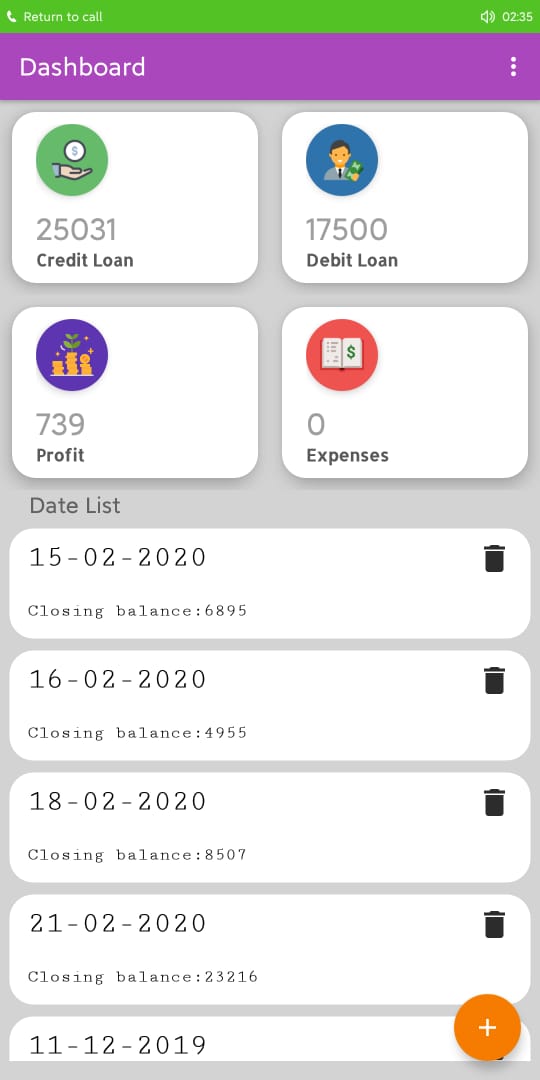 Return to call 02:35
Dashboard
$
25031
Credit Loan
17500
Debit Loan
739
Profit
$
0
Expenses
Date List
15-02-2020
Closing balance:6895
16-02-2020
Closing balance:4955
18-02-2020
Closing balance:8507
21-02-2020
Closing balance:23216
11-12-2019
+